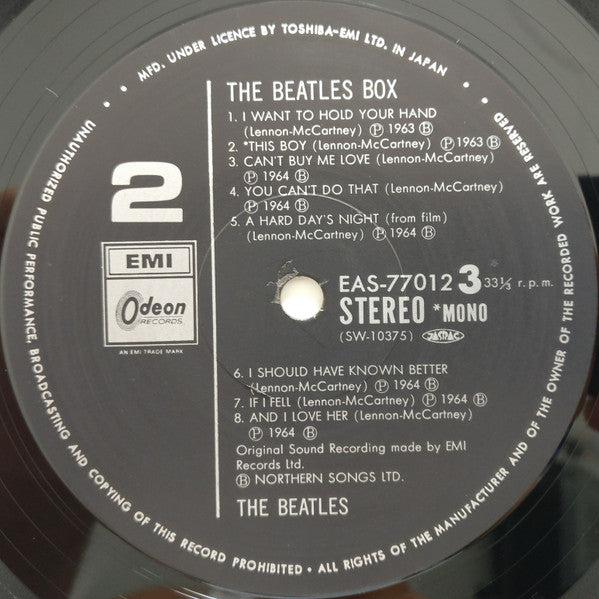 • MFD. UNDER LICENCE BY TOSHIBA-EMI LTD. IN JAPAN •
UNAUTHORIZED PUBLIC PERFORMANCE, BROADCASTING AND COPYING OF THIS RECORD PROHIBITED • ALL RIGHTS OF THE MANUFACTURER AND OF THE OWNER OF THE RECORDED WORK ARE RESERVED
THE BEATLES BOX
1. I WANT TO HOLD YOUR HAND
(Lennon-McCartney) Ⓟ 1963 Ⓑ
2. *THIS BOY (Lennon-McCartney) Ⓟ 1963 Ⓑ
3. CAN'T BUY ME LOVE (Lennon-McCartney)
Ⓟ 1964 Ⓑ
4. YOU CAN'T DO THAT (Lennon-McCartney)
Ⓟ 1964 Ⓑ
5. A HARD DAY'S NIGHT (from film)
(Lennon-McCartney) Ⓟ 1964 Ⓑ
2
EMI
Odeon
RECORDS
AN EMI TRADE MARK
EAS-77012 3 33⅓ r.p.m.
STEREO *MONO
(SW-10375) JASRAC
6. I SHOULD HAVE KNOWN BETTER
(Lennon-McCartney) Ⓟ 1964 Ⓑ
7. IF I FELL (Lennon-McCartney) Ⓟ 1964 Ⓑ
8. AND I LOVE HER (Lennon-McCartney)
Ⓟ 1964 Ⓑ
Original Sound Recording made by EMI
Records Ltd.
Ⓑ NORTHERN SONGS LTD.
THE BEATLES